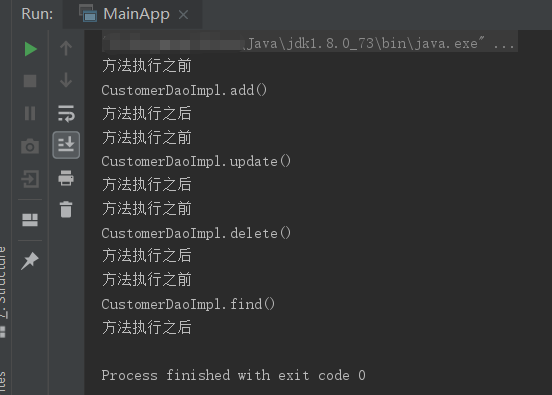 Run: MainApp
\Java\jdk1.8.0_73\bin\java.exe" ...
方法执行之前
CustomerDaoImpl.add()
方法执行之后
方法执行之前
CustomerDaoImpl.update()
方法执行之后
方法执行之前
CustomerDaoImpl.delete()
方法执行之后
方法执行之前
CustomerDaoImpl.find()
方法执行之后
Process finished with exit code 0
7: Structure